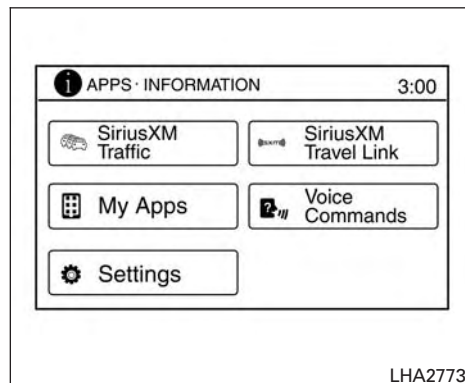 APPS · INFORMATION 3:00
SiriusXM
Traffic
SiriusXM
Travel Link
My Apps
Voice
Commands
Settings
LHA2773